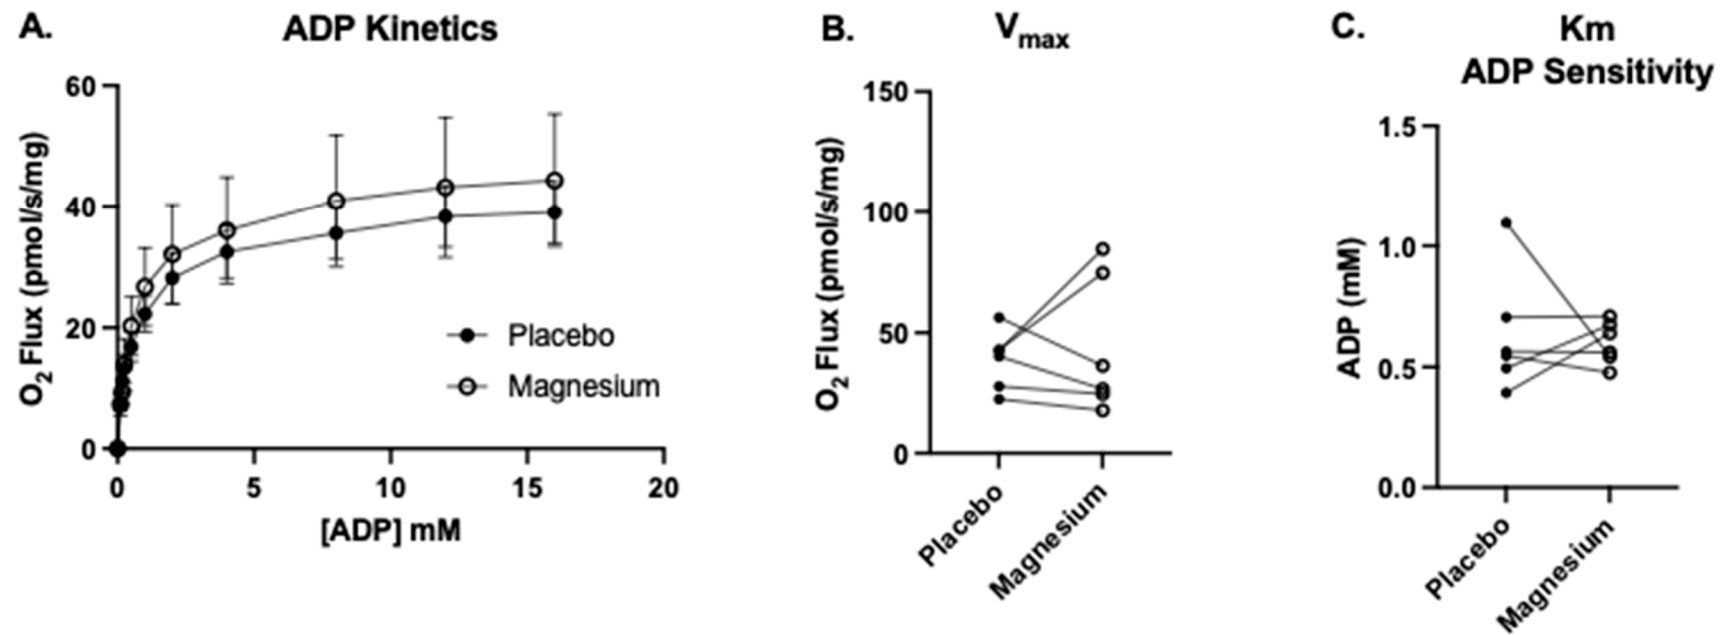 A.
ADP Kinetics
O2 Flux (pmol/s/mg)
60
40
20
0
0 5 10 15 20
[ADP] mM
Placebo
Magnesium
B.
Vmax
O2 Flux (pmol/s/mg)
150
100
50
0
Placebo
Magnesium
C.
Km
ADP Sensitivity
ADP (mM)
1.5
1.0
0.5
0.0
Placebo
Magnesium